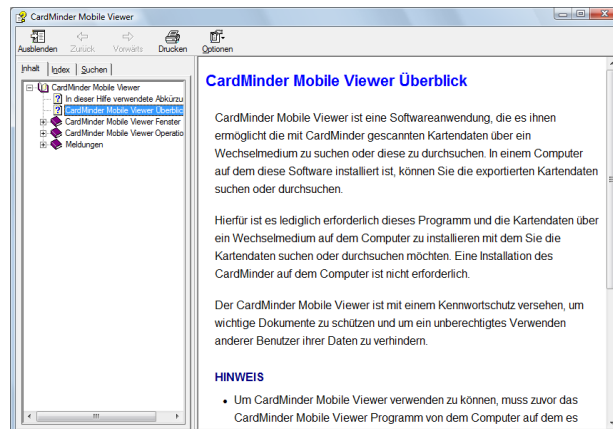 CardMinder Mobile Viewer
Ausblenden Zurück Vorwärts Drucken Optionen
Inhalt Index Suchen
CardMinder Mobile Viewer
In dieser Hilfe verwendete Abkürzu
CardMinder Mobile Viewer Überblic
CardMinder Mobile Viewer Fenster
CardMinder Mobile Viewer Operatio
Meldungen
CardMinder Mobile Viewer Überblick
CardMinder Mobile Viewer ist eine Softwareanwendung, die es ihnen
ermöglicht die mit CardMinder gescannten Kartendaten über ein
Wechselmedium zu suchen oder diese zu durchsuchen. In einem Computer
auf dem diese Software installiert ist, können Sie die exportierten Kartendaten
suchen oder durchsuchen.
Hierfür ist es lediglich erforderlich dieses Programm und die Kartendaten über
ein Wechselmedium auf dem Computer zu installieren mit dem Sie die
Kartendaten suchen oder durchsuchen möchten. Eine Installation des
CardMinder auf dem Computer ist nicht erforderlich.
Der CardMinder Mobile Viewer ist mit einem Kennwortschutz versehen, um
wichtige Dokumente zu schützen und um ein unberechtigtes Verwenden
anderer Benutzer ihrer Daten zu verhindern.
HINWEIS
• Um CardMinder Mobile Viewer verwenden zu können, muss zuvor das
CardMinder Mobile Viewer Programm von dem Computer auf dem es